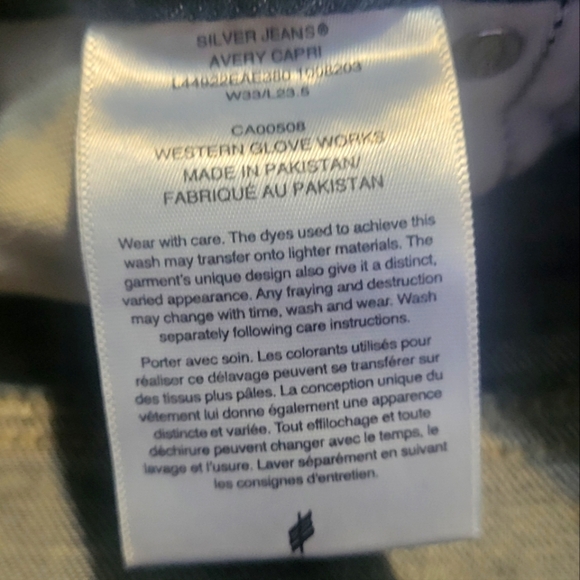 SILVER JEANS®
AVERY CAPRI
L44922EAE380 1098203
W33/L23.5
CA00508
WESTERN GLOVE WORKS
MADE IN PAKISTAN/
FABRIQUÉ AU PAKISTAN
Wear with care. The dyes used to achieve this
wash may transfer onto lighter materials. The
garment's unique design also give it a distinct,
varied appearance. Any fraying and destruction
may change with time, wash and wear. Wash
separately following care instructions.
Porter avec soin. Les colorants utilisés pour
réaliser ce délavage peuvent se transférer sur
des tissus plus pâles. La conception unique du
vêtement lui donne également une apparence
distincte et variée. Tout effilochage et toute
déchirure peuvent changer avec le temps, le
lavage et l'usure. Laver séparément en suivant
les consignes d'entretien.